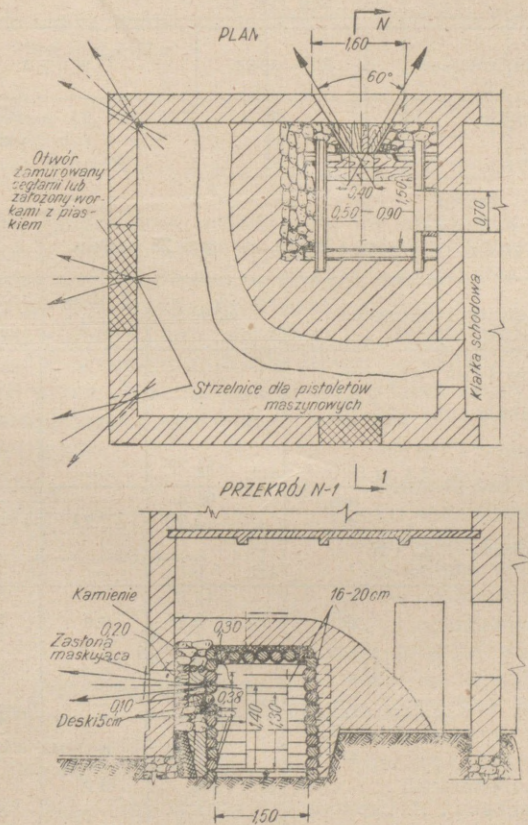 PLAN
N
1,60
60°
Otwór
zamurowany
cegłami lub
założony wor-
kami z pias-
kiem
0,40
0,50
0,90
1,50
0,70
Klatka schodowa
Strzelnice dla pistoletów
maszynowych
1
PRZEKRÓJ N-1
Kamienie
0,20
Zasłona
maskująca
0,10
Deski 5cm
0,30
16-20cm
0,38
1,40
1,30
1,50